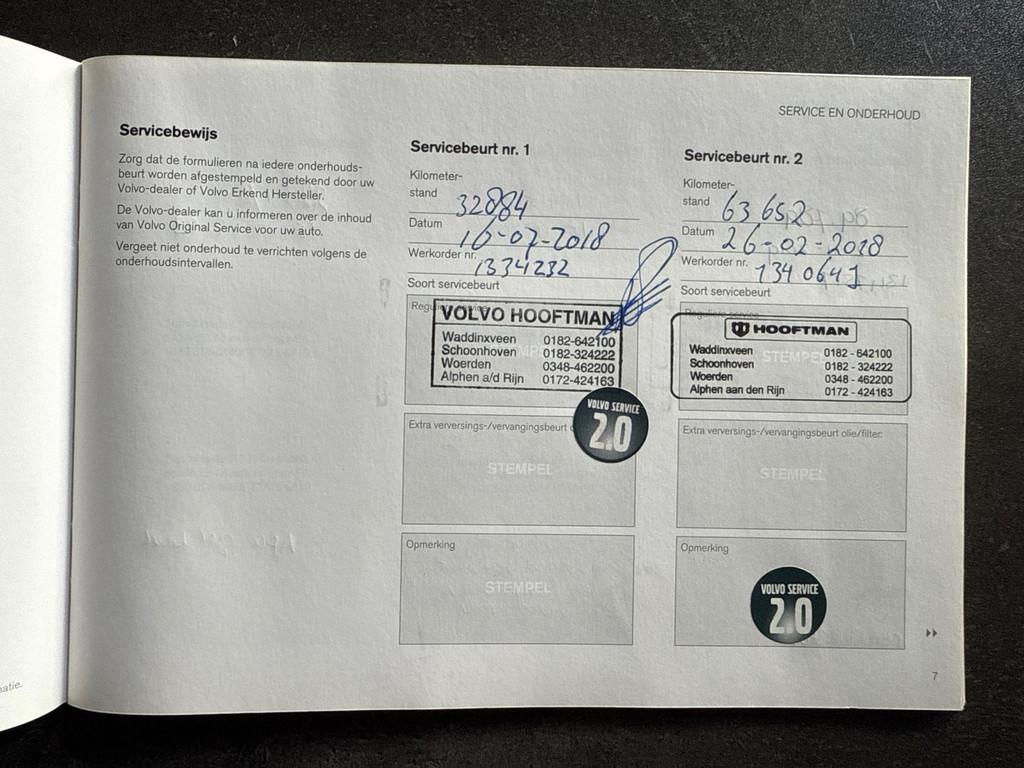 SERVICE EN ONDERHOUD
Servicebewijs
Zorg dat de formulieren na iedere onderhouds-
beurt worden afgestempeld en getekend door uw
Volvo-dealer of Volvo Erkend Hersteller.
De Volvo-dealer kan u informeren over de inhoud
van Volvo Original Service voor uw auto.
Vergeet niet onderhoud te verrichten volgens de
onderhoudsintervallen.
Servicebeurt nr. 1
Kilometer-
stand 32884
Datum 16-02-2018
Werkorder nr. 1334232
Soort servicebeurt
VOLVO HOOFTMAN
Waddinxveen 0182-642100
Schoonhoven 0182-324222
Woerden 0348-462200
Alphen a/d Rijn 0172-424163
VOLVO SERVICE
2.0
Extra verversings-/vervangingsbeurt
STEMPEL
Opmerking
STEMPEL
Servicebeurt nr. 2
Kilometer-
stand 63 652
Datum 26-02-2018
Werkorder nr. 1340641
Soort servicebeurt
Reguliere service
HOOFTMAN
STEMPEL
Waddinxveen 0182 - 642100
Schoonhoven 0182 - 324222
Woerden 0348 - 462200
Alphen aan den Rijn 0172 - 424163
Extra verversings-/vervangingsbeurt olie/filter:
STEMPEL
Opmerking
VOLVO SERVICE
2.0
7